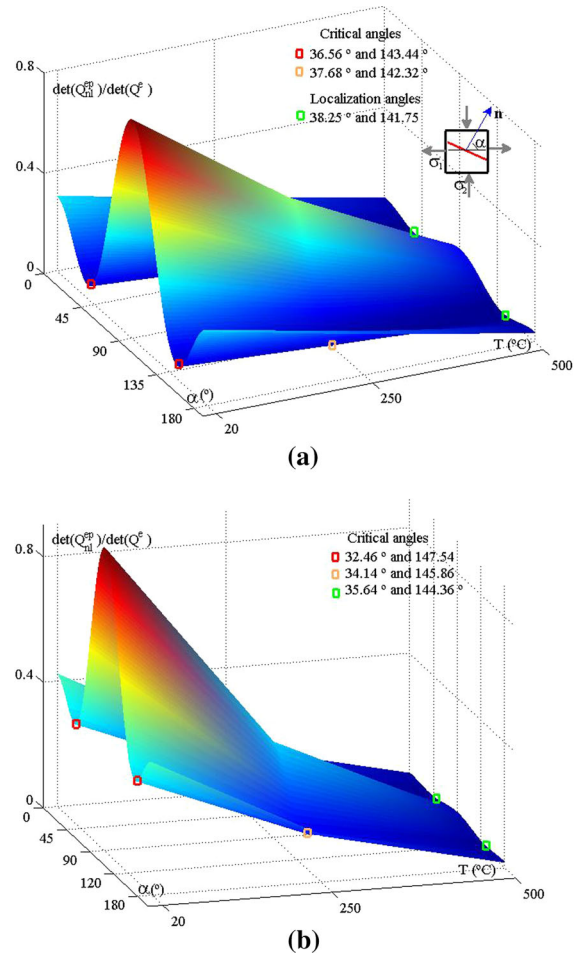 Critical angles
36.56 º and 143.44 º
37.68 º and 142.32 º
Localization angles
38.25 º and 141.75
0.8
det(Q^ep_nl)/det(Q^e)
0.4
0
n
α
σ1
σ2
0
45
90
135
180
α(º)
20
250
500
T (ºC)
(a)
det(Q^ep_nl)/det(Q^e)
Critical angles
32.46 º and 147.54
34.14 º and 145.86
35.64 º and 144.36 º
0.8
0.4
0
0
45
90
120
180
α(º)
20
250
500
T (ºC)
(b)